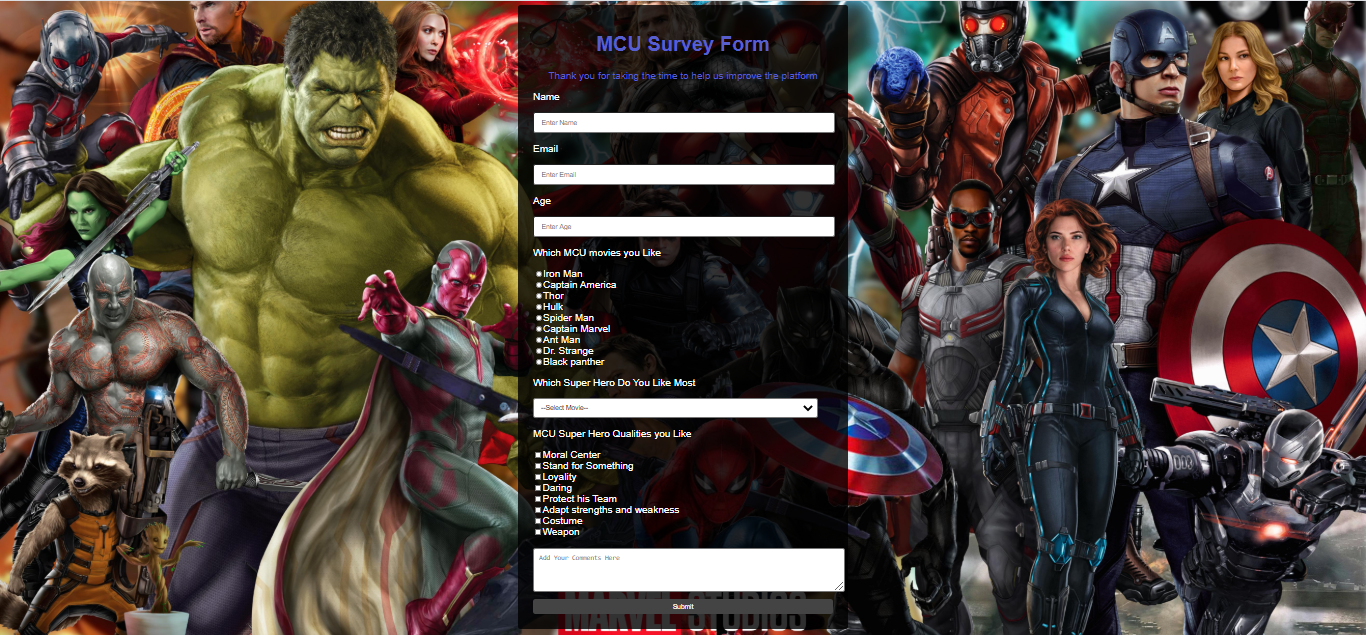 MCU Survey Form
Thank you for taking the time to help us improve the platform
Name
Enter Name
Email
Enter Email
Age
Enter Age
Which MCU movies you Like
Iron Man
Captain America
Thor
Hulk
Spider Man
Captain Marvel
Ant Man
Dr. Strange
Black panther
Which Super Hero Do You Like Most
--Select Movie--
MCU Super Hero Qualities you Like
Moral Center
Stand for Something
Loyality
Daring
Protect his Team
Adapt strengths and weakness
Costume
Weapon
Add Your Comments Here
MARVEL STUDIOS
Submit